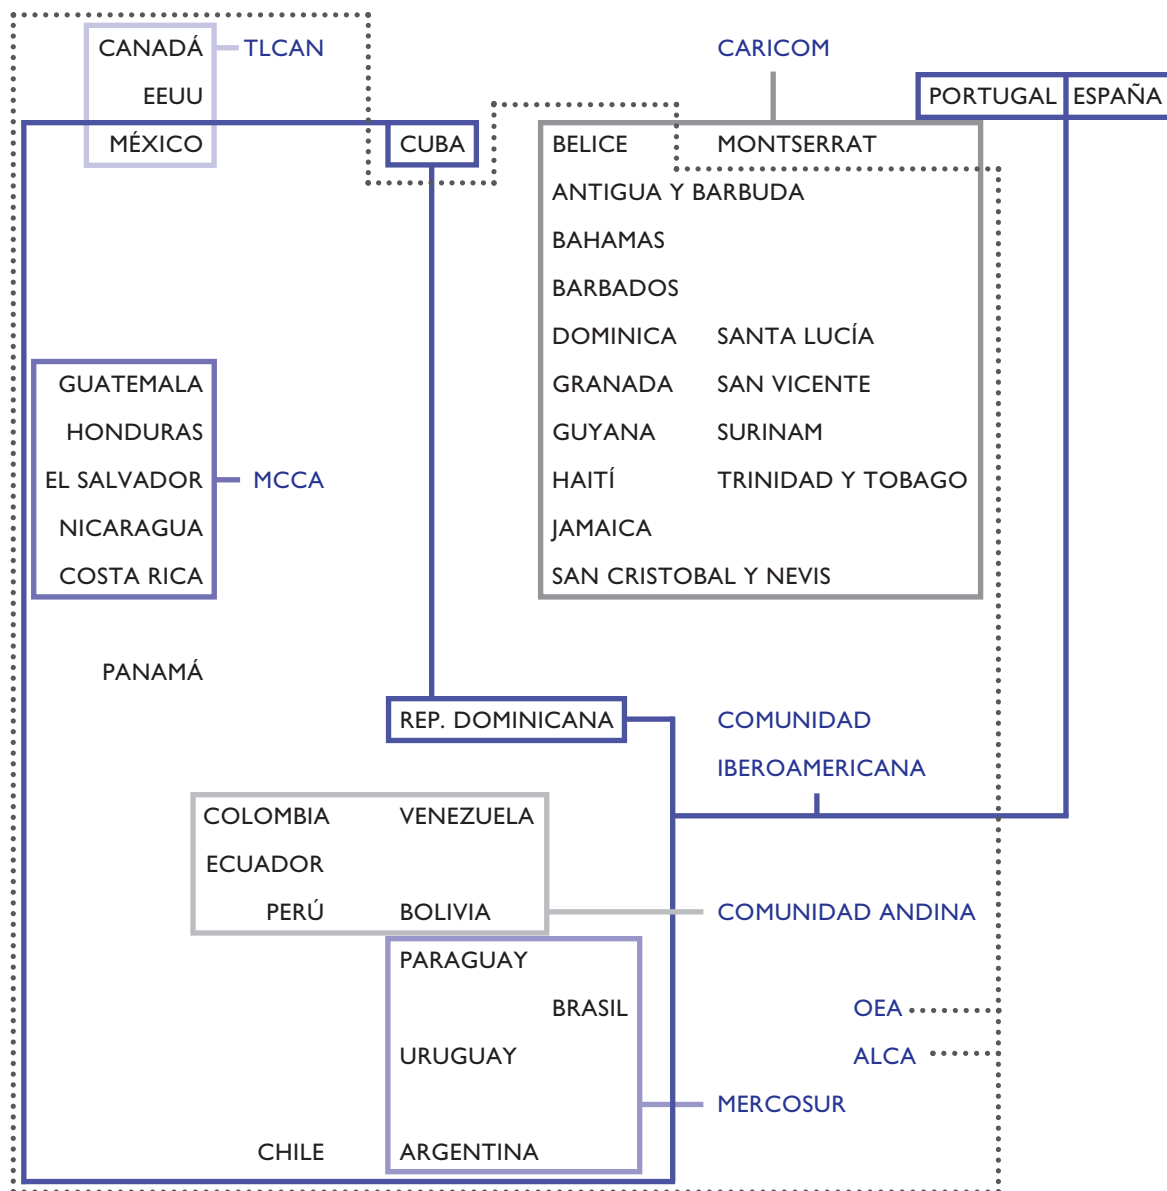 CANADÁ TLCAN CARICOM
EEUU PORTUGAL ESPAÑA
MÉXICO CUBA BELICE MONTSERRAT
ANTIGUA Y BARBUDA
BAHAMAS
BARBADOS
DOMINICA SANTA LUCÍA
GUATEMALA GRANADA SAN VICENTE
HONDURAS GUYANA SURINAM
EL SALVADOR MCCA HAITÍ TRINIDAD Y TOBAGO
NICARAGUA JAMAICA
COSTA RICA SAN CRISTOBAL Y NEVIS
PANAMÁ
REP. DOMINICANA COMUNIDAD
IBEROAMERICANA
COLOMBIA VENEZUELA
ECUADOR
PERÚ BOLIVIA COMUNIDAD ANDINA
PARAGUAY
BRASIL OEA
URUGUAY ALCA
MERCOSUR
CHILE ARGENTINA